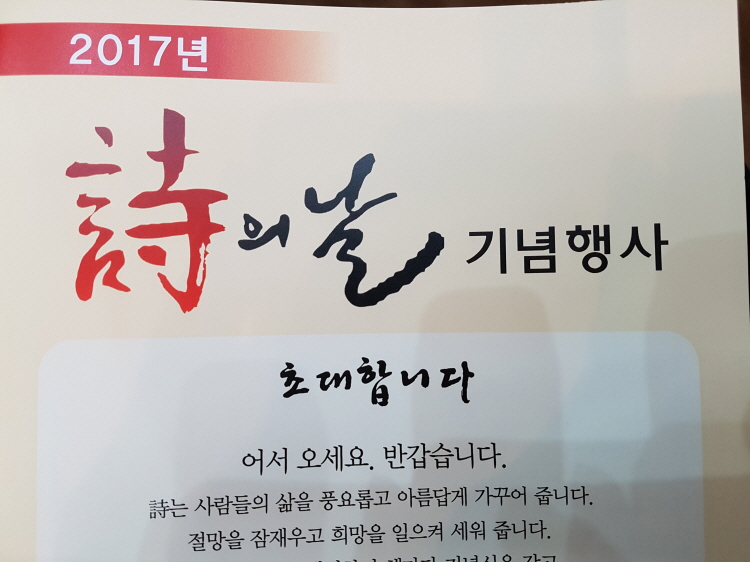 2017년
詩의 날 기념행사
초대합니다
어서 오세요. 반갑습니다.
詩는 사람들의 삶을 풍요롭고 아름답게 가꾸어 줍니다.
절망을 잠재우고 희망을 일으켜 세워 줍니다.